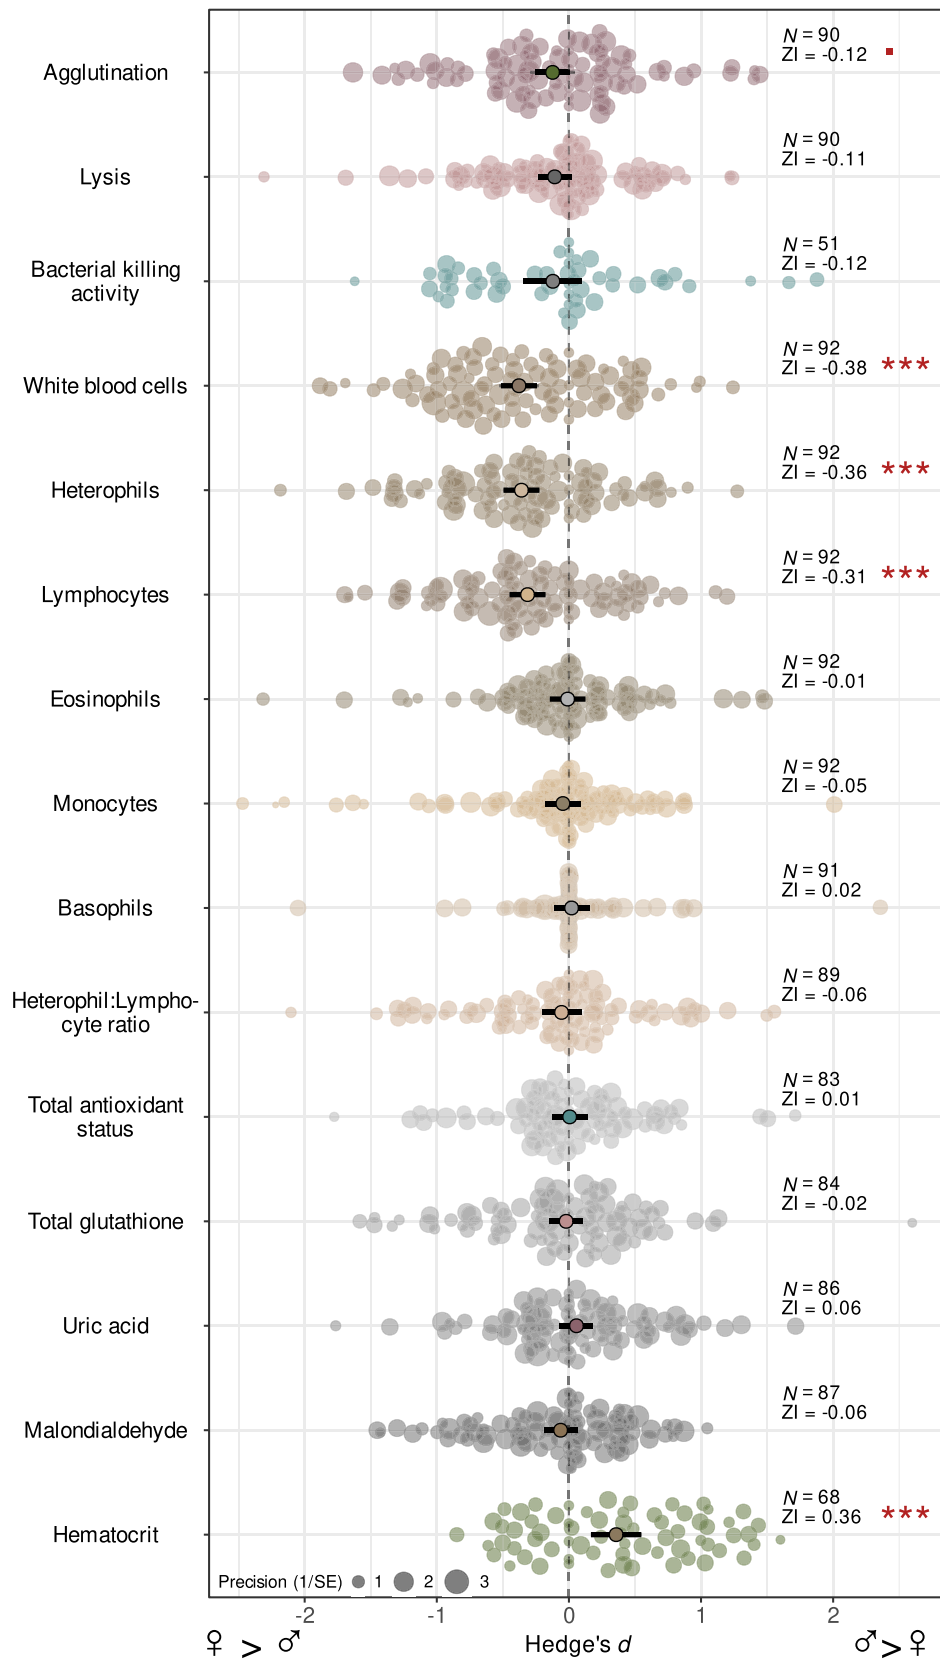 Agglutination
N = 90
ZI = -0.12
Lysis
N = 90
ZI = -0.11
Bacterial killing
activity
N = 51
ZI = -0.12
White blood cells
N = 92
ZI = -0.38 ***
Heterophils
N = 92
ZI = -0.36 ***
Lymphocytes
N = 92
ZI = -0.31 ***
Eosinophils
N = 92
ZI = -0.01
Monocytes
N = 92
ZI = -0.05
Basophils
N = 91
ZI = 0.02
Heterophil:Lympho-
cyte ratio
N = 89
ZI = -0.06
Total antioxidant
status
N = 83
ZI = 0.01
Total glutathione
N = 84
ZI = -0.02
Uric acid
N = 86
ZI = 0.06
Malondialdehyde
N = 87
ZI = -0.06
Hematocrit
N = 68
ZI = 0.36 ***
Precision (1/SE) 1 2 3
-2 -1 0 1 2
♀ > ♂ Hedge's d ♂ > ♀